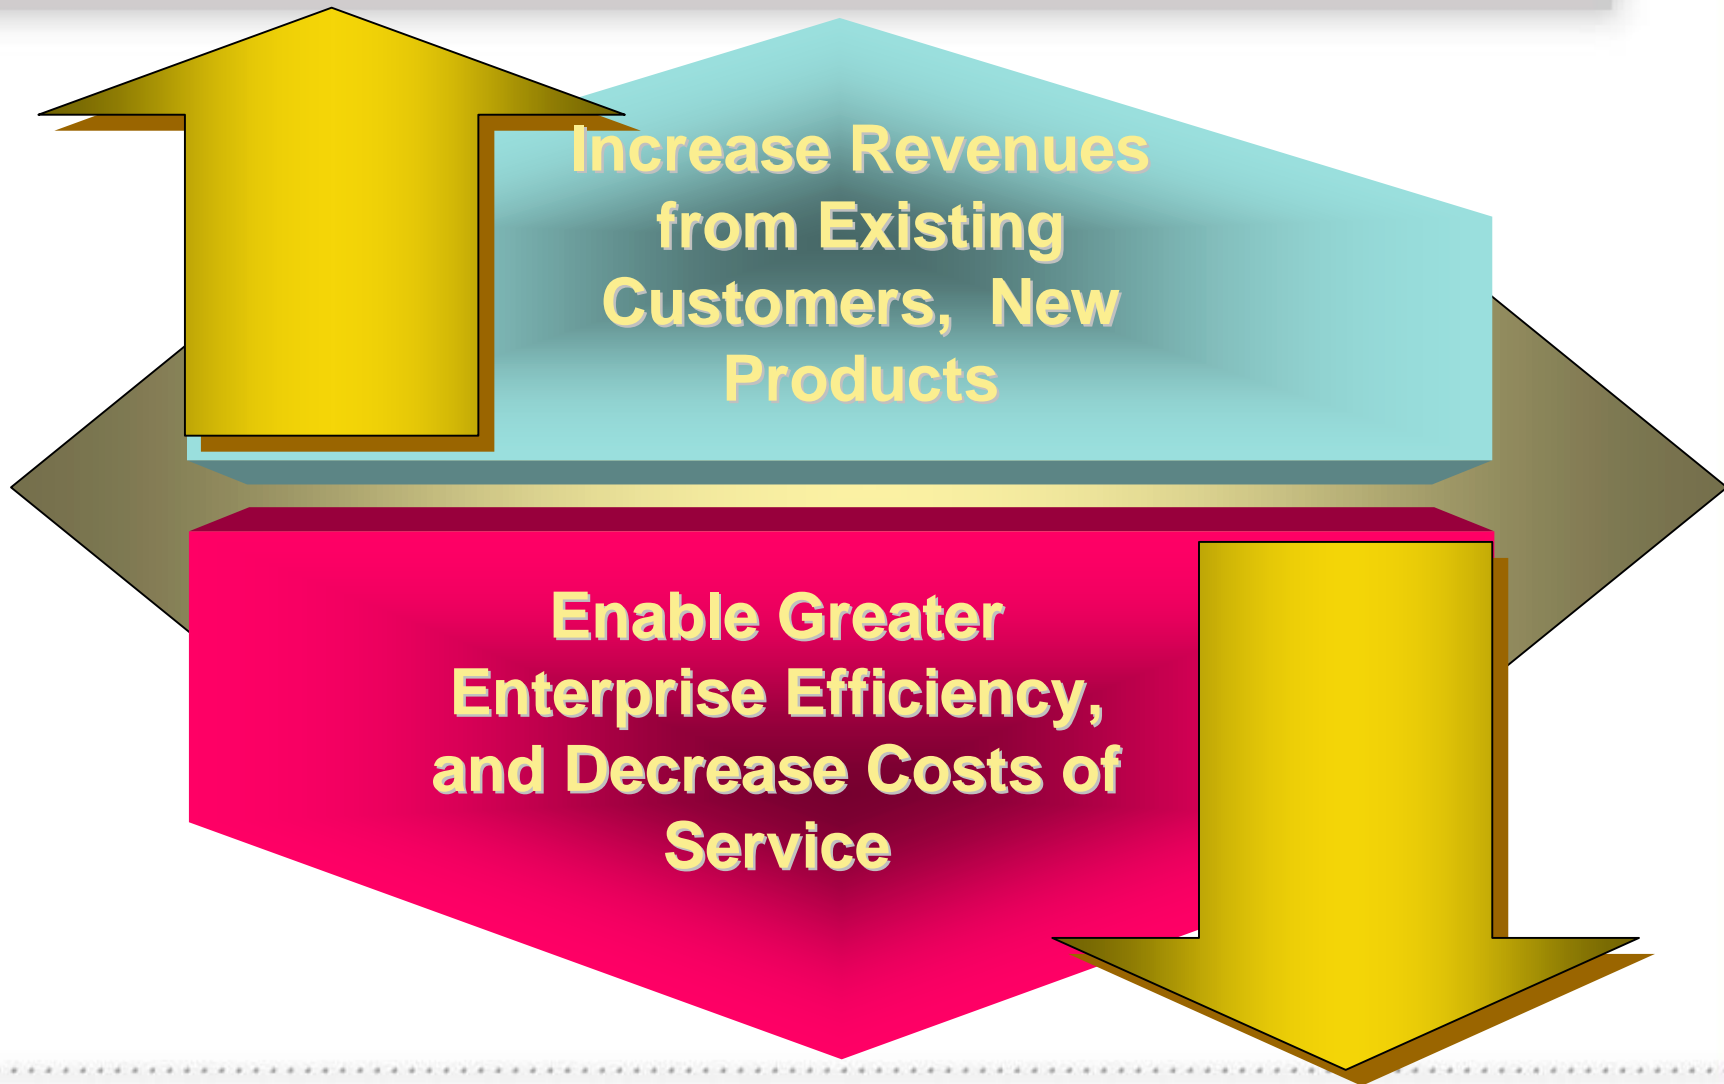 Increase Revenues
from Existing
Customers,  New
Products
Enable Greater
Enterprise Efficiency,
and Decrease Costs of
Service